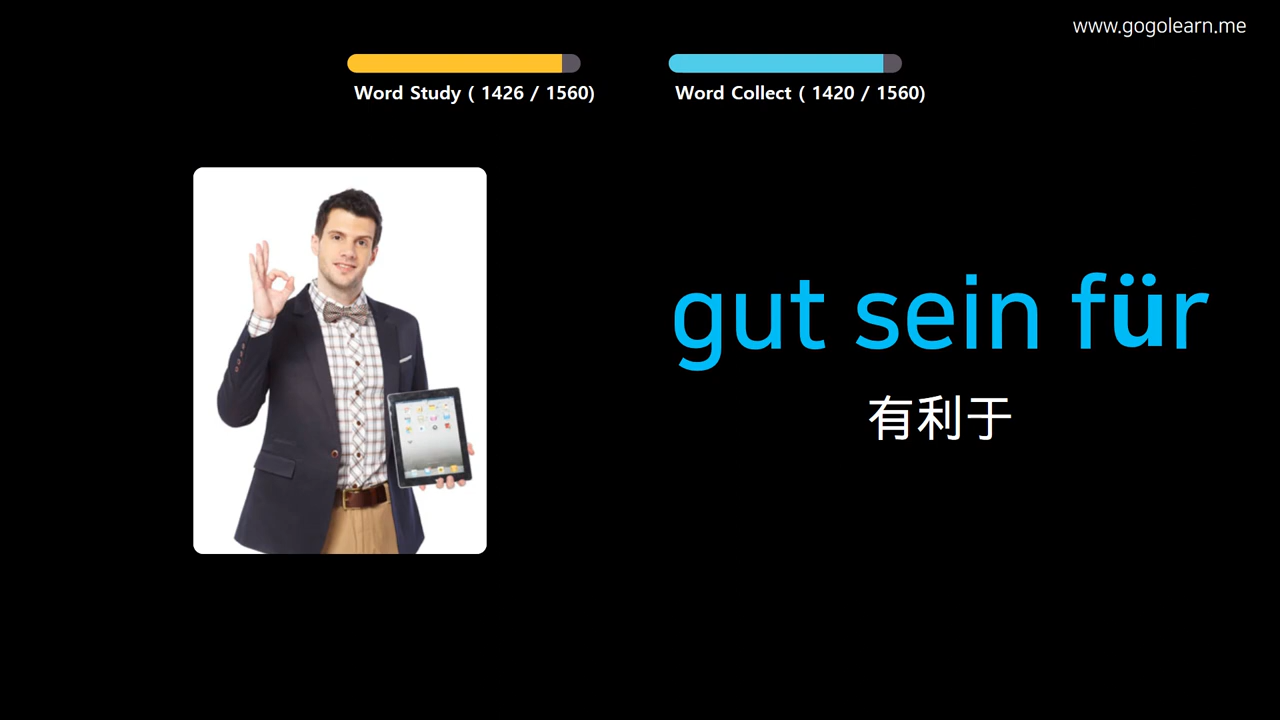 www.gogolearn.me
Word Study ( 1426 / 1560)
Word Collect ( 1420 / 1560)
gut sein für
有利于